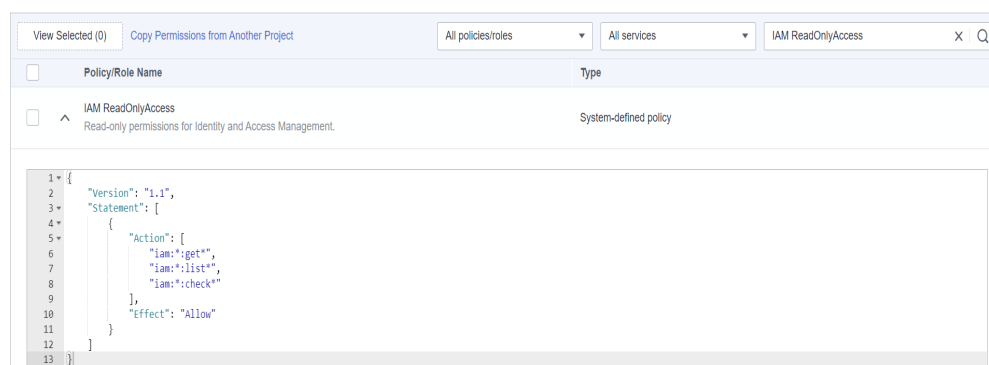 View Selected (0) Copy Permissions from Another Project All policies/roles All services IAM ReadOnlyAccess
Policy/Role Name Type
IAM ReadOnlyAccess
Read-only permissions for Identity and Access Management.
System-defined policy
1 {
2 "Version": "1.1",
3 "Statement": [
4 {
5 "Action": [
6 "iam:*:get*",
7 "iam:*:list*",
8 "iam:*:check*"
9 ],
10 "Effect": "Allow"
11 }
12 ]
13 }